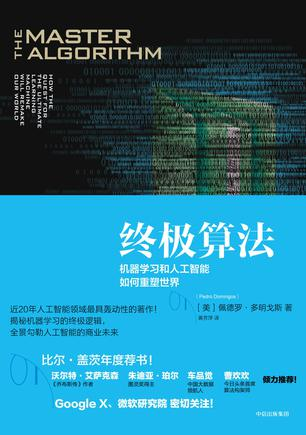 THE
MASTER
ALGORITHM
HOW THE
QUEST FOR
THE ULTIMATE
LEARNING
MACHINE
WILL REMAKE
OUR WORLD
终极算法
机器学习和人工智能
如何重塑世界
(Pedro Domingos)
[美] 佩德罗·多明戈斯 著
黄芳萍 译
近20年人工智能领域最具轰动性的著作!
揭秘机器学习的终极逻辑,
全景勾勒人工智能的商业未来
比尔·盖茨年度荐书!
沃尔特·艾萨克森 朱迪亚·珀尔 车品觉 曹欢欢 倾力推荐!
《乔布斯传》作者 图灵奖得主 中国大数据领航人 今日头条首席算法架构师
Google X、微软研究院 密切关注!
中信出版集团